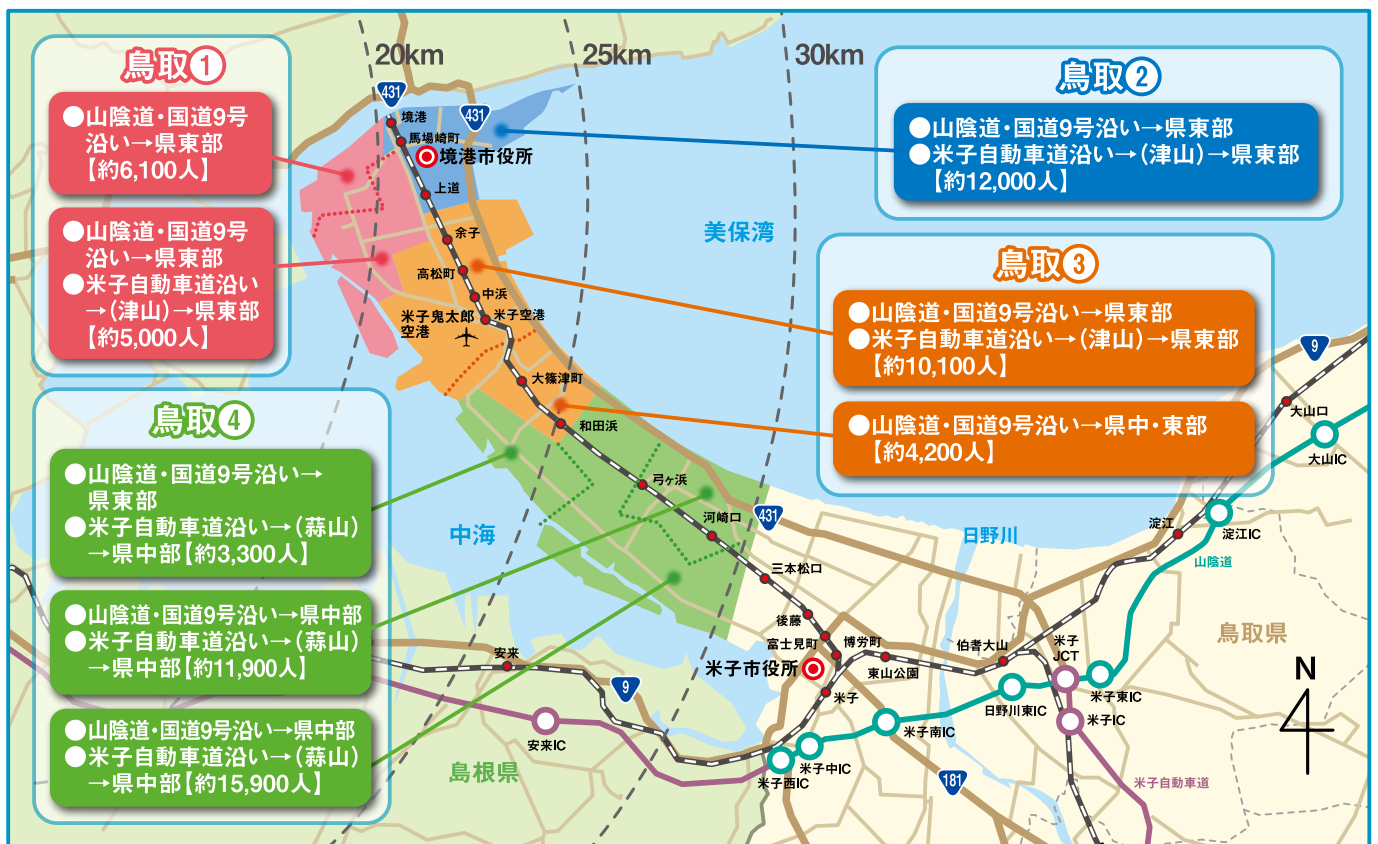 鳥取①
●山陰道・国道9号
沿い→県東部
【約6,100人】
●山陰道・国道9号
沿い→県東部
●米子自動車道沿い
→(津山)→県東部
【約5,000人】
鳥取②
●山陰道・国道9号沿い→県東部
●米子自動車道沿い→(津山)→県東部
【約12,000人】
鳥取③
●山陰道・国道9号沿い→県東部
●米子自動車道沿い→(津山)→県東部
【約10,100人】
●山陰道・国道9号沿い→県中・東部
【約4,200人】
鳥取④
●山陰道・国道9号沿い→
県東部
●米子自動車道沿い→(蒜山)
→県中部【約3,300人】
●山陰道・国道9号沿い→県中部
●米子自動車道沿い→(蒜山)
→県中部【約11,900人】
●山陰道・国道9号沿い→県中部
●米子自動車道沿い→(蒜山)
→県中部【約15,900人】
20km
25km
30km
431
431
境港
馬場崎町
境港市役所
上道
余子
高松町
中浜
米子鬼太郎
空港
米子空港
大篠津町
和田浜
弓ヶ浜
河崎口
431
三本松口
後藤
富士見町
博労町
米子市役所
東山公園
米子
伯耆大山
米子
JCT
米子東IC
日野川東IC
米子IC
米子南IC
米子中IC
米子西IC
安来
安来IC
9
181
米子自動車道
美保湾
中海
日野川
淀江
淀江IC
山陰道
大山口
大山IC
9
鳥取県
島根県
N